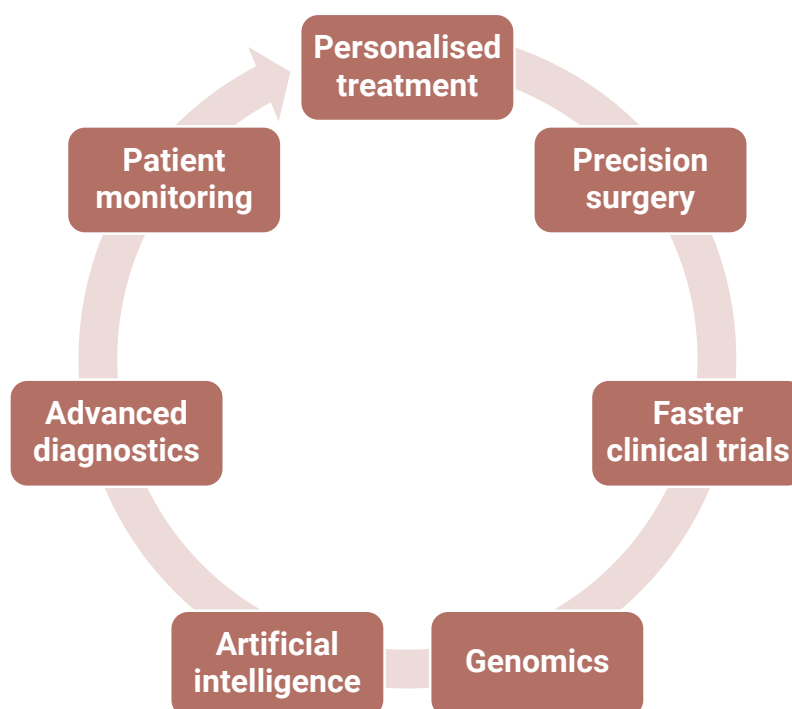 Personalised
treatment
Precision
surgery
Faster
clinical trials
Genomics
Artificial
intelligence
Advanced
diagnostics
Patient
monitoring